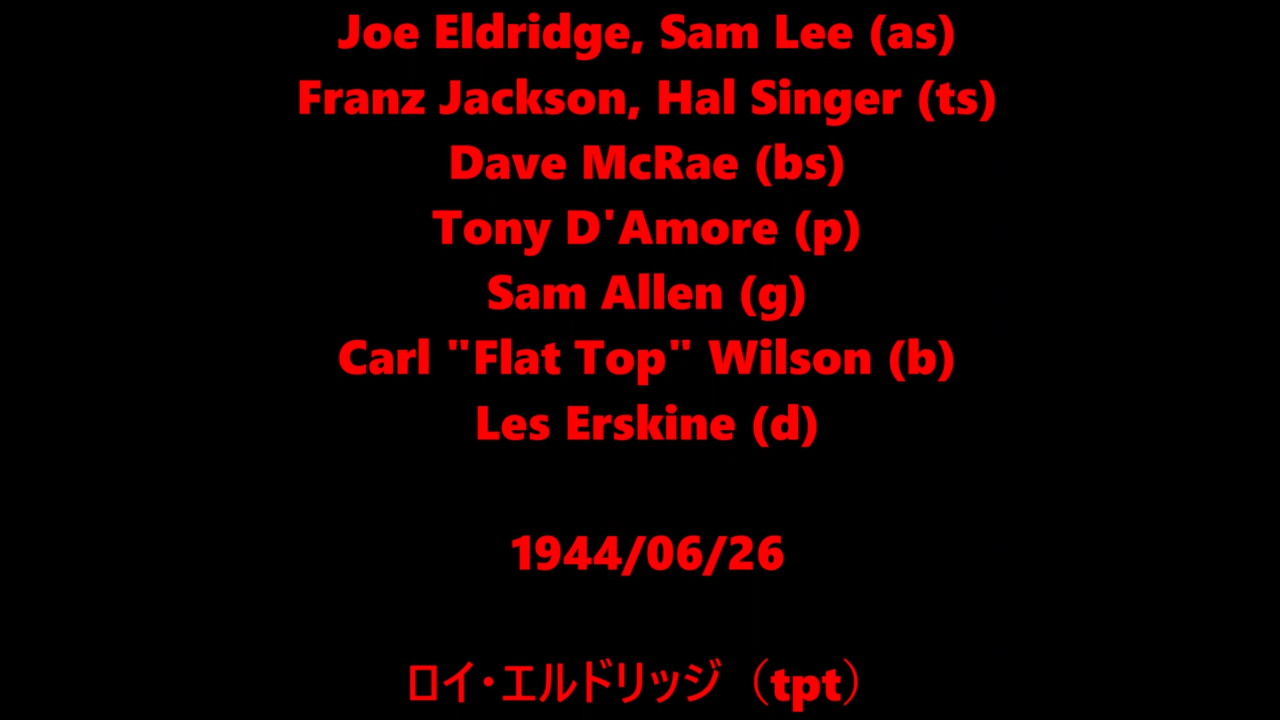 Joe Eldridge, Sam Lee (as)
Franz Jackson, Hal Singer (ts)
Dave McRae (bs)
Tony D'Amore (p)
Sam Allen (g)
Carl "Flat Top" Wilson (b)
Les Erskine (d)
1944/06/26
ロイ・エルドリッジ（tpt）